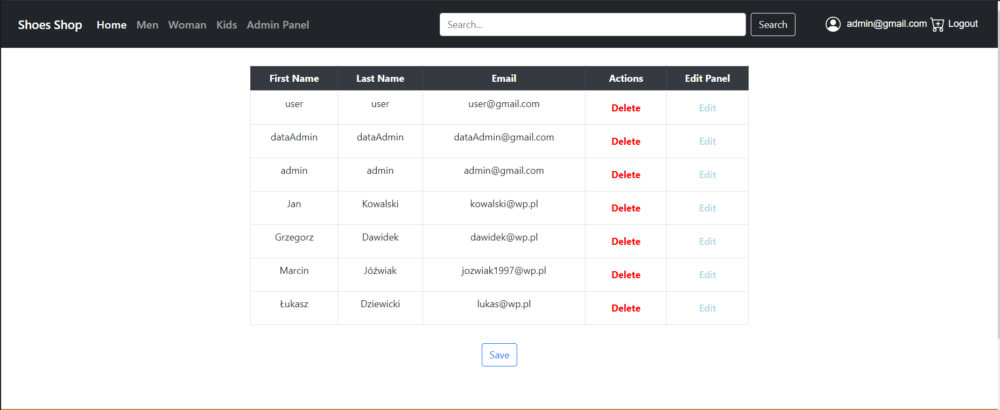 Shoes Shop Home Men Woman Kids Admin Panel Search... Search admin@gmail.com Logout
First Name Last Name Email Actions Edit Panel
user user user@gmail.com Delete Edit
dataAdmin dataAdmin dataAdmin@gmail.com Delete Edit
admin admin admin@gmail.com Delete Edit
Jan Kowalski kowalski@wp.pl Delete Edit
Grzegorz Dawidek dawidek@wp.pl Delete Edit
Marcin Jóźwiak jozwiak1997@wp.pl Delete Edit
Łukasz Dziewicki lukas@wp.pl Delete Edit
Save